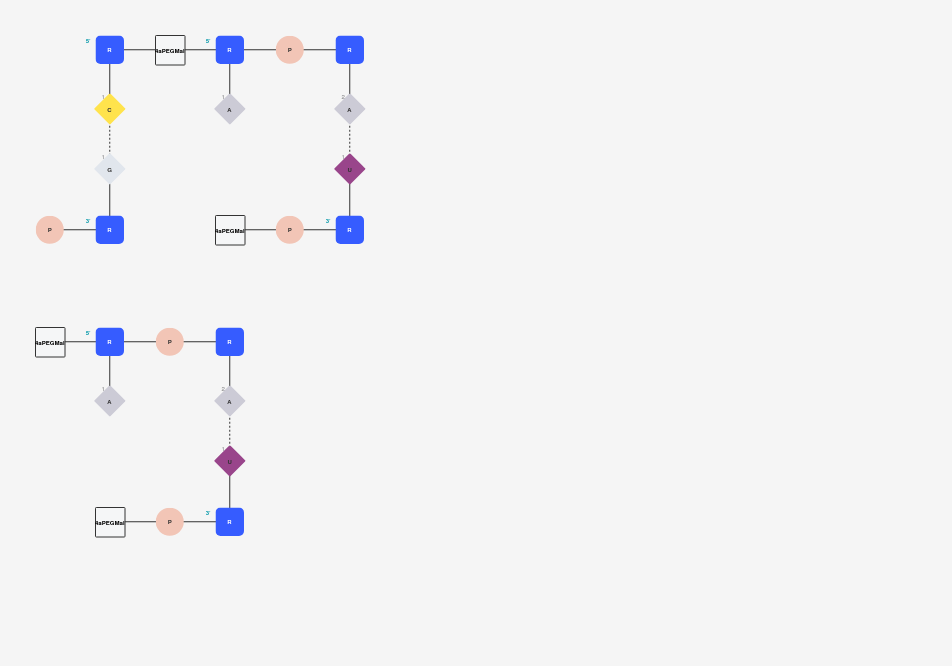 5' R 4aPEGMal 5' R P R
1 C 1 A 2 A
1 G 1 U
P 3' R 4aPEGMal P 3' R
4aPEGMal 5' R P R
1 A 2 A
1 U
4aPEGMal P 3' R